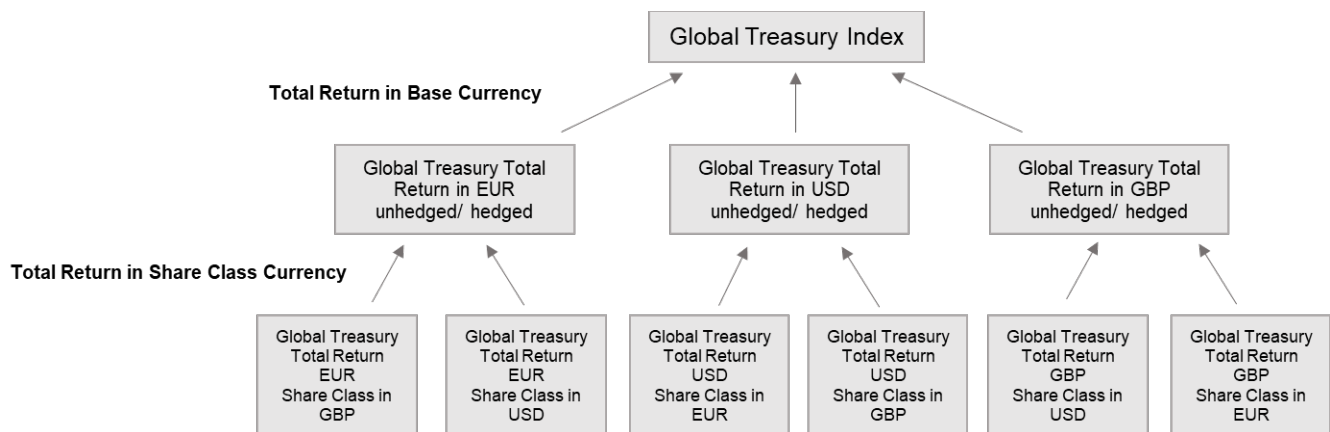 Global Treasury Index
Total Return in Base Currency
Global Treasury Total
Return in EUR
unhedged/ hedged
Global Treasury Total
Return in USD
unhedged/ hedged
Global Treasury Total
Return in GBP
unhedged/ hedged
Total Return in Share Class Currency
Global Treasury
Total Return
EUR
Share Class in
GBP
Global Treasury
Total Return
EUR
Share Class in
USD
Global Treasury
Total Return
USD
Share Class in
EUR
Global Treasury
Total Return
USD
Share Class in
GBP
Global Treasury
Total Return
GBP
Share Class in
USD
Global Treasury
Total Return
GBP
Share Class in
EUR